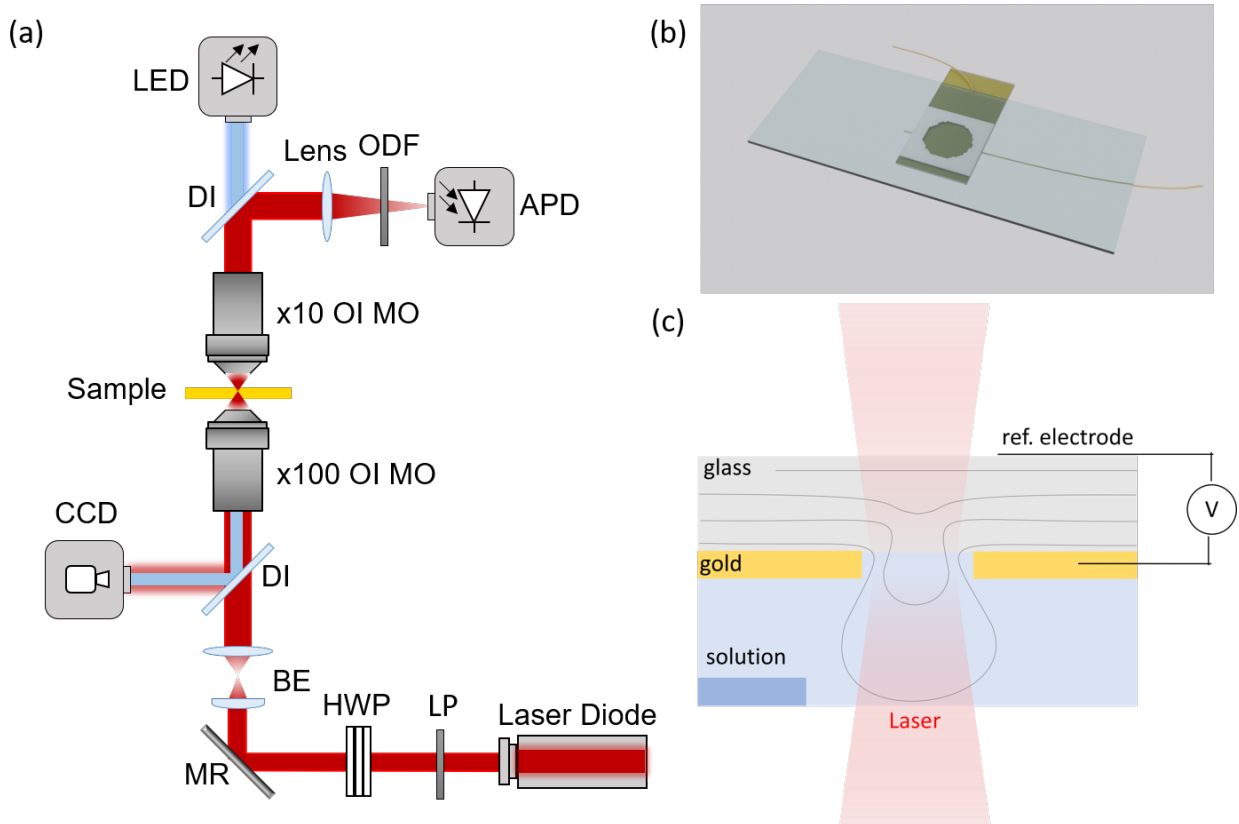 (a)
LED
DI
Lens
ODF
APD
x10 OI MO
Sample
x100 OI MO
CCD
DI
BE
HWP
LP
Laser Diode
MR
(b)
(c)
ref. electrode
glass
V
gold
solution
Laser